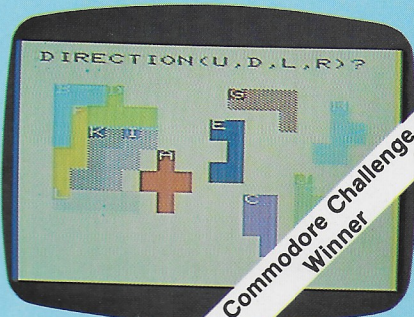 DIRECTION(U,D,L,R)?
B D
G
K I
E
A
C
Commodore Challenge
Winner